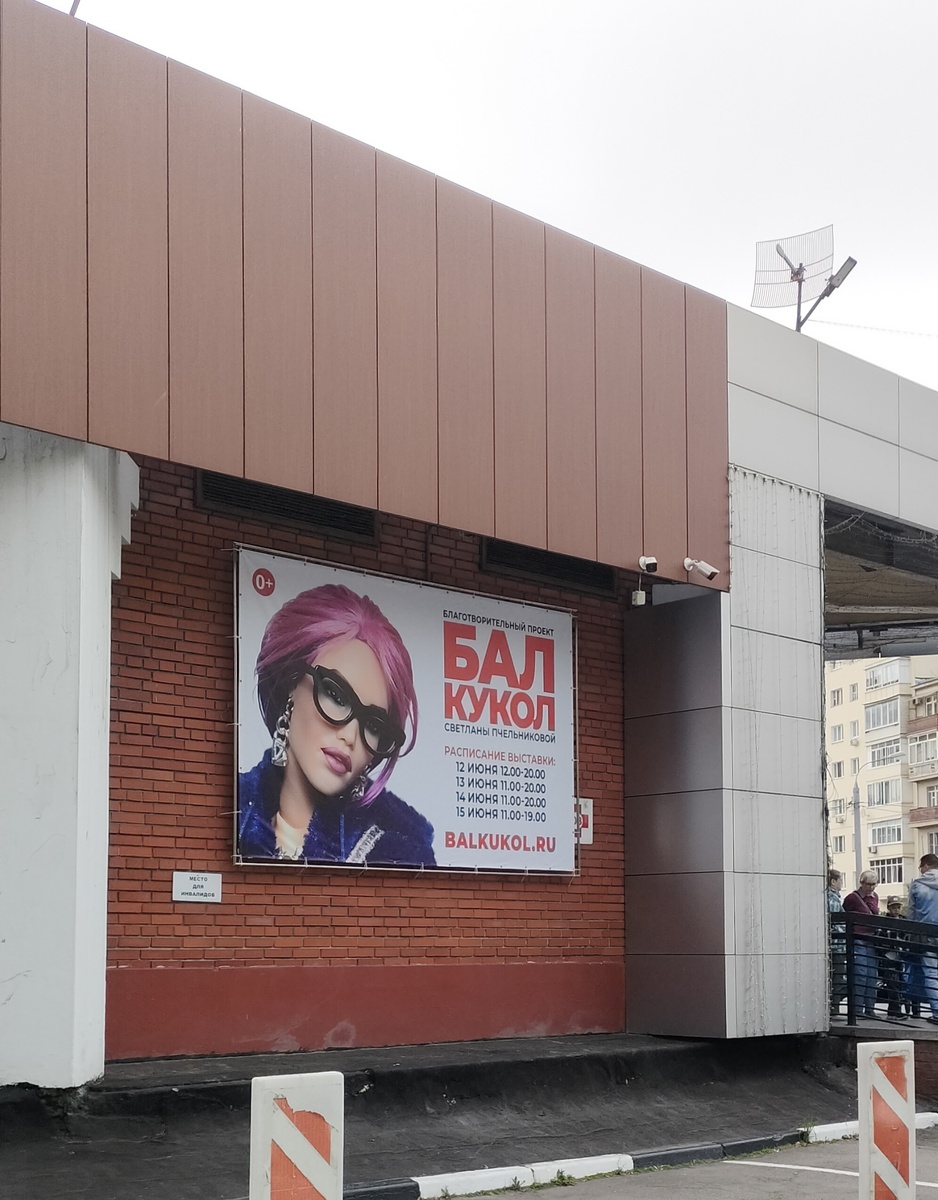 0+
БЛАГОТВОРИТЕЛЬНЫЙ ПРОЕКТ
БАЛ
КУКОЛ
СВЕТЛАНЫ ПЧЕЛЬНИКОВОЙ
РАСПИСАНИЕ ВЫСТАВКИ:
12 ИЮНЯ 12.00-20.00
13 ИЮНЯ 11.00-20.00
14 ИЮНЯ 11.00-20.00
15 ИЮНЯ 11.00-19.00
BALKUKOL.RU
МЕСТО
ДЛЯ
ИНВАЛИДОВ